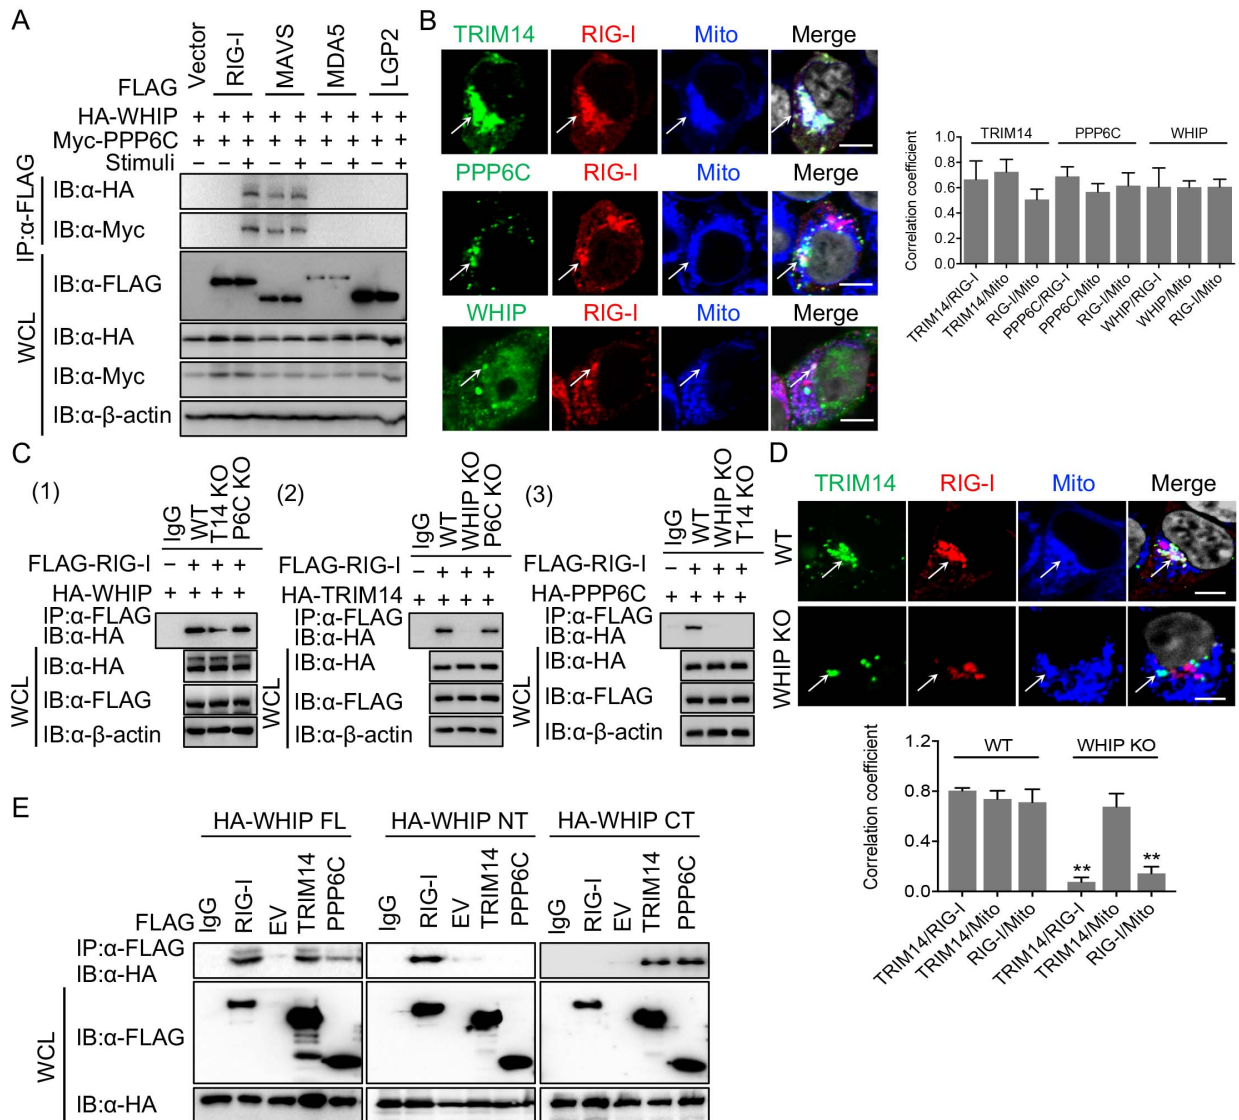 A
Vector
RIG-I
MAVS
MDA5
LGP2
FLAG
HA-WHIP + + + + + + + + +
Myc-PPP6C + + + + + + + + +
Stimuli − − + − + − + − +
IP:α-FLAG
IB:α-HA
IB:α-Myc
WCL
IB:α-FLAG
IB:α-HA
IB:α-Myc
IB:α-β-actin
B
TRIM14 RIG-I Mito Merge
PPP6C RIG-I Mito Merge
WHIP RIG-I Mito Merge
Correlation coefficient
1.0
0.8
0.6
0.4
0.2
0.0
TRIM14 PPP6C WHIP
TRIM14/RIG-I
TRIM14/Mito
RIG-I/Mito
PPP6C/RIG-I
PPP6C/Mito
RIG-I/Mito
WHIP/RIG-I
WHIP/Mito
RIG-I/Mito
C
(1)
IgG
WT
T14 KO
P6C KO
FLAG-RIG-I − + + +
HA-WHIP + + + +
IP:α-FLAG
IB:α-HA
WCL
IB:α-HA
IB:α-FLAG
IB:α-β-actin
(2)
IgG
WT
WHIP KO
P6C KO
FLAG-RIG-I − + + +
HA-TRIM14 + + + +
IP:α-FLAG
IB:α-HA
WCL
IB:α-HA
IB:α-FLAG
IB:α-β-actin
(3)
IgG
WT
WHIP KO
T14 KO
FLAG-RIG-I − + + +
HA-PPP6C + + + +
IP:α-FLAG
IB:α-HA
WCL
IB:α-HA
IB:α-FLAG
IB:α-β-actin
D
TRIM14 RIG-I Mito Merge
WT
WHIP KO
Correlation coefficient
1.2
0.8
0.4
0.0
WT WHIP KO
** **
TRIM14/RIG-I
TRIM14/Mito
RIG-I/Mito
TRIM14/RIG-I
TRIM14/Mito
RIG-I/Mito
E
HA-WHIP FL HA-WHIP NT HA-WHIP CT
FLAG
IgG
RIG-I
EV
TRIM14
PPP6C
IgG
RIG-I
EV
TRIM14
PPP6C
IgG
RIG-I
EV
TRIM14
PPP6C
IP:α-FLAG
IB:α-HA
WCL
IB:α-FLAG
IB:α-HA